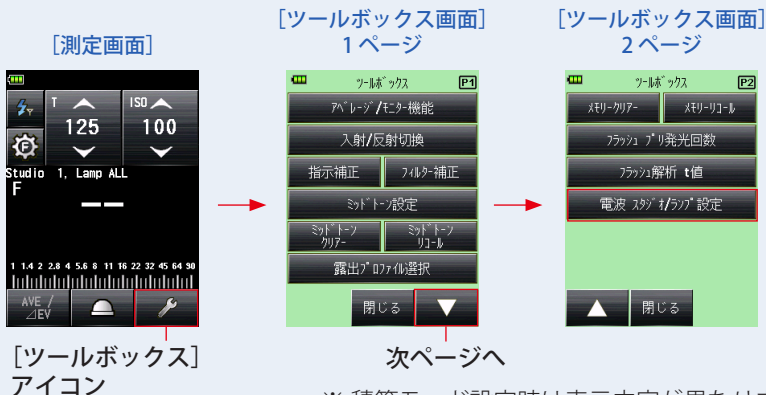 [測定画面]
[ツールボックス画面]
1 ページ
[ツールボックス画面]
2 ページ
T
ISO
125
100
Studio 1, Lamp ALL
F
1 1.4 2 2.8 4 5.6 8 11 16 22 32 45 64 90
AVE /
⊿EV
ツールボックス P1
アベレージ/モニター機能
入射/反射切換
指示補正 フィルター補正
ミッドトーン設定
ミッドトーン
クリアー
ミッドトーン
リコール
露出プロファイル選択
閉じる ▼
ツールボックス P2
メモリークリアー メモリーリコール
フラッシュ プリ発光回数
フラッシュ解析 t値
電波 スタジオ/ランプ設定
▲ 閉じる
[ツールボックス]
アイコン
次ページへ